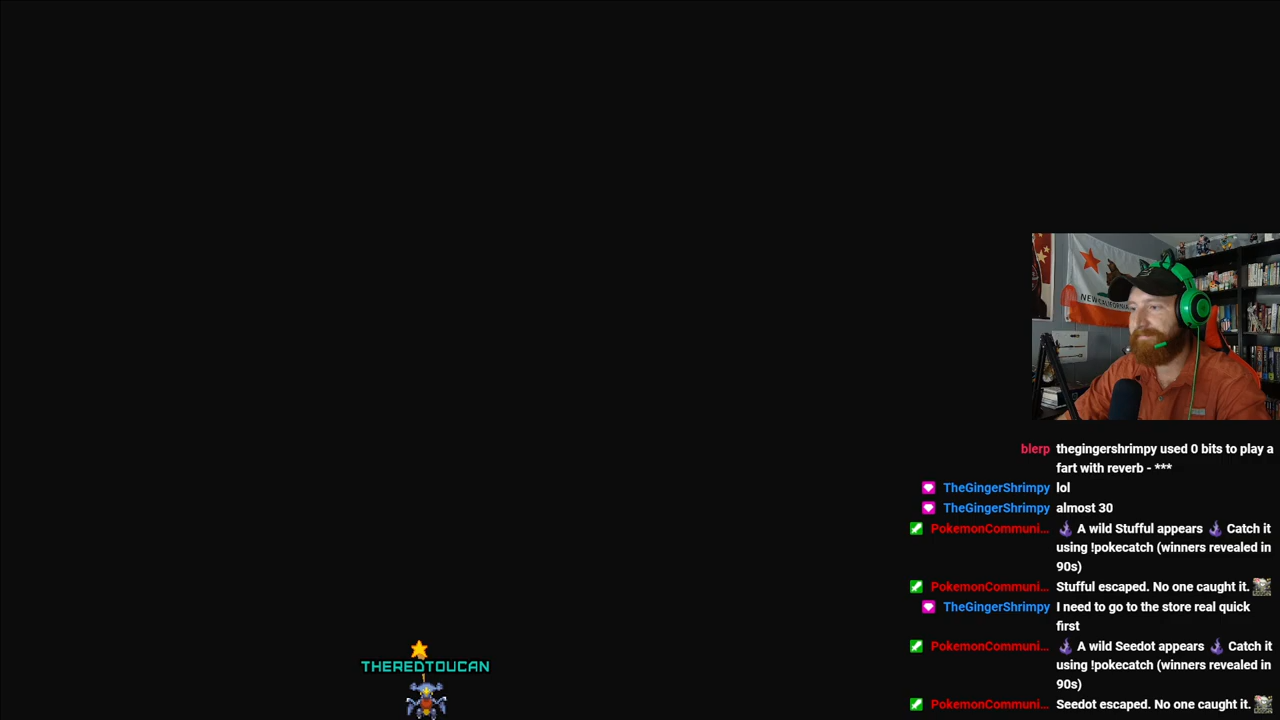 NEW CALIFORNIA
blerp thegingershrimpy used 0 bits to play a
fart with reverb - ***
TheGingerShrimpy lol
TheGingerShrimpy almost 30
PokemonCommuni... A wild Stufful appears Catch it
using !pokecatch (winners revealed in
90s)
PokemonCommuni... Stufful escaped. No one caught it.
TheGingerShrimpy I need to go to the store real quick
first
PokemonCommuni... A wild Seedot appears Catch it
using !pokecatch (winners revealed in
90s)
PokemonCommuni... Seedot escaped. No one caught it.
THEREDTOUCAN